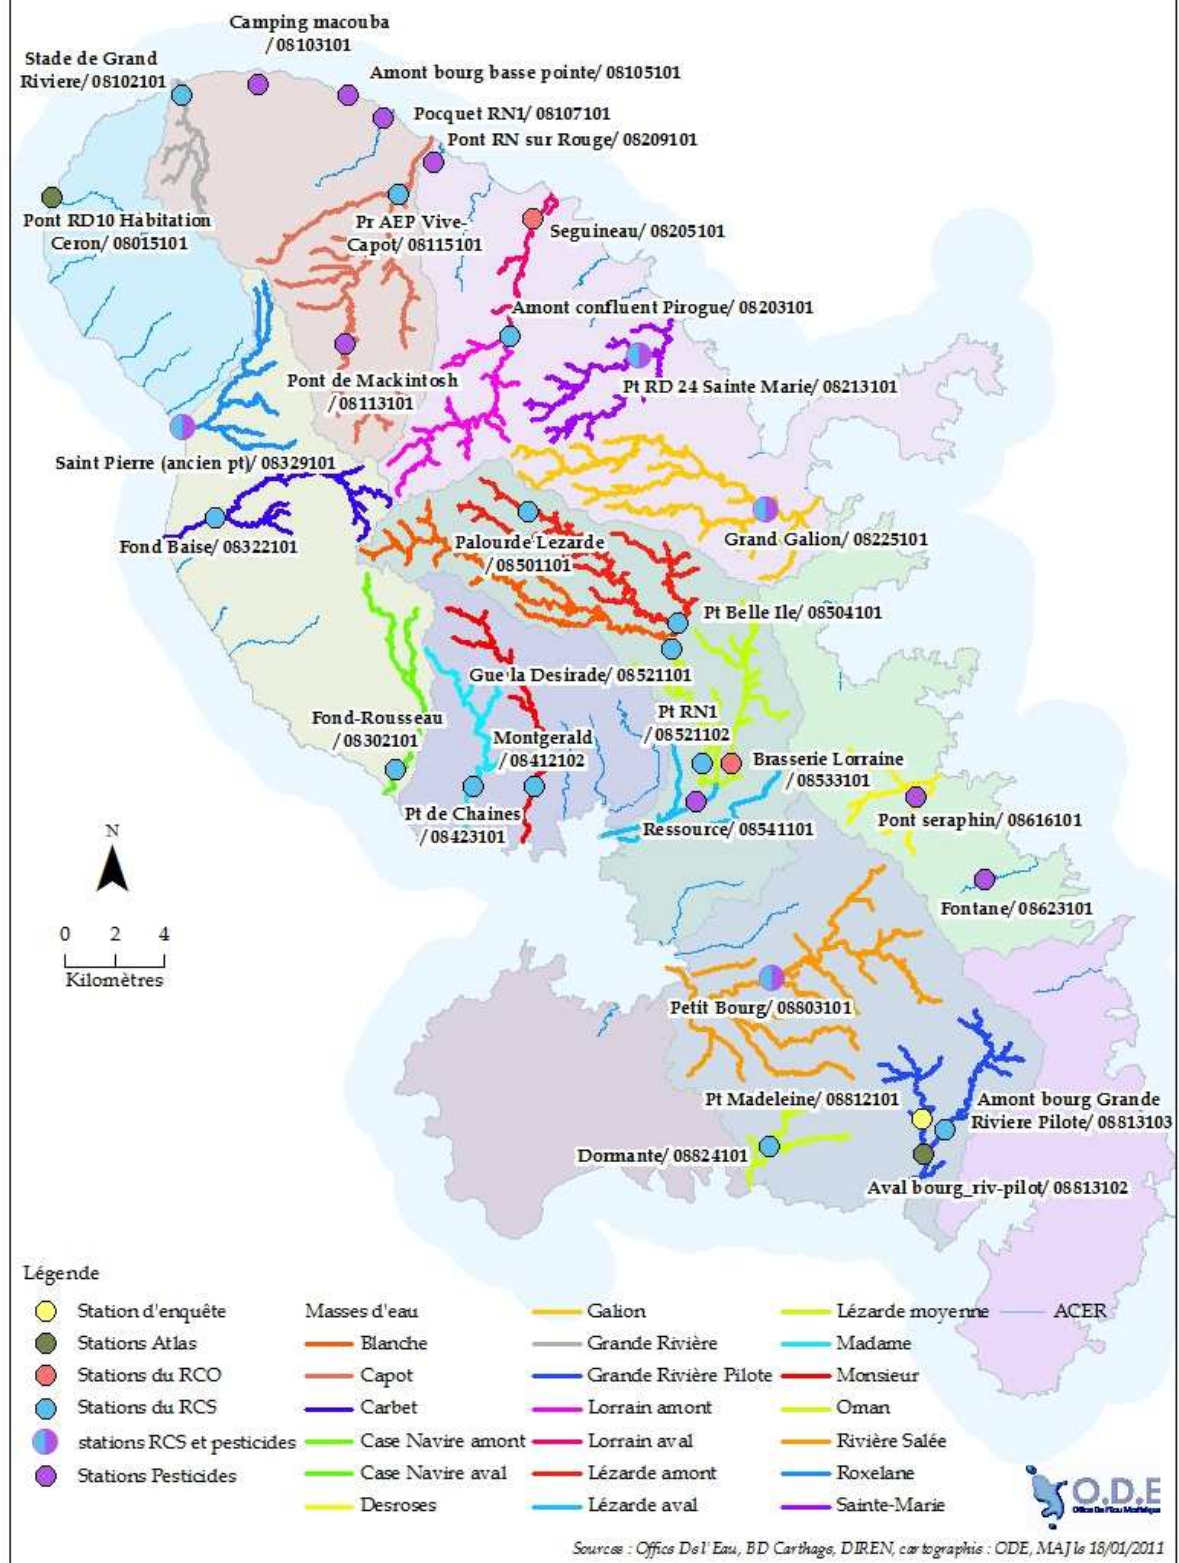 Camping macouba
/08103101
Stade de Grand
Riviere/ 08102101
Amont bourg basse pointe/ 08105101
Pocquet RN1/ 08107101
Pont RN sur Rouge/ 08209101
Pont RD10 Habitation
Ceron/ 08015101
Pr AEP Vive-
Capot/ 08115101
Seguineau/ 08205101
Amont confluent Pirogue/ 08203101
Pont de Mackintosh
/08113101
Pt RD 24 Sainte Marie/ 08213101
Saint Pierre (ancien pt)/ 08329101
Fond Baise/ 08322101
Palourde Lezarde
/08501101
Grand Galion/ 08225101
Pt Belle Ile/ 08504101
Gue la Desirade/ 08521101
Fond-Rousseau
/08302101
Montgerald
/08412102
Pt RN1
/08521102
Brasserie Lorraine
/08533101
Pt de Chaines
/08423101
Ressource/ 08541101
Pont seraphin/ 08616101
Fontane/ 08623101
N
0 2 4
Kilomètres
Petit Bourg/ 08803101
Pt Madeleine/ 08812101
Amont bourg Grande
Riviere Pilote/ 08813103
Dormante/ 08824101
Aval bourg_riv-pilot/ 08813102
Légende
Station d'enquête
Stations Atlas
Stations du RCO
Stations du RCS
stations RCS et pesticides
Stations Pesticides
Masses d'eau
Blanche
Capot
Carbet
Case Navire amont
Case Navire aval
Desroses
Galion
Grande Rivière
Grande Rivière Pilote
Lorrain amont
Lorrain aval
Lézarde amont
Lézarde aval
Lézarde moyenne
Madame
Monsieur
Oman
Rivière Salée
Roxelane
Sainte-Marie
ACER
O.D.E
Office De l'Eau Martinique
Sources : Office De l'Eau, BD Carthage, DIREN, cartographie : ODE, MAJ le 18/01/2011